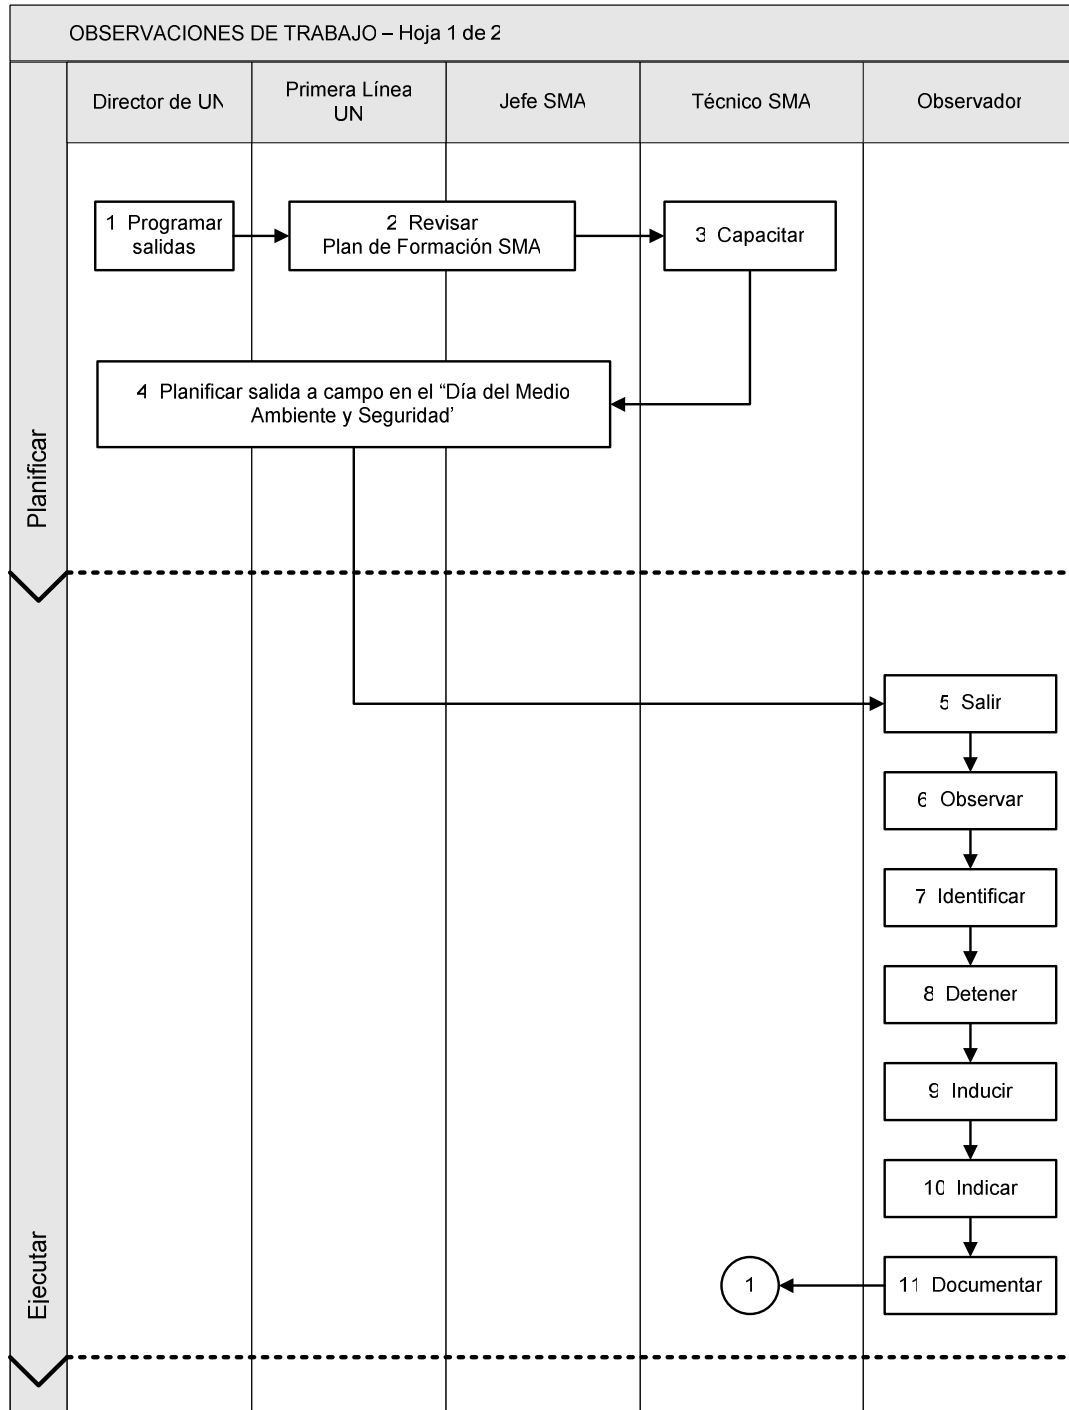 OBSERVACIONES DE TRABAJO – Hoja 1 de 2
Director de UN
Primera Línea
UN
Jefe SMA
Técnico SMA
Observador
1 Programar
salidas
2 Revisar
Plan de Formación SMA
3 Capacitar
4 Planificar salida a campo en el “Día del Medio
Ambiente y Seguridad’
Planificar
5 Salir
6 Observar
7 Identificar
8 Detener
9 Inducir
10 Indicar
11 Documentar
1
Ejecutar